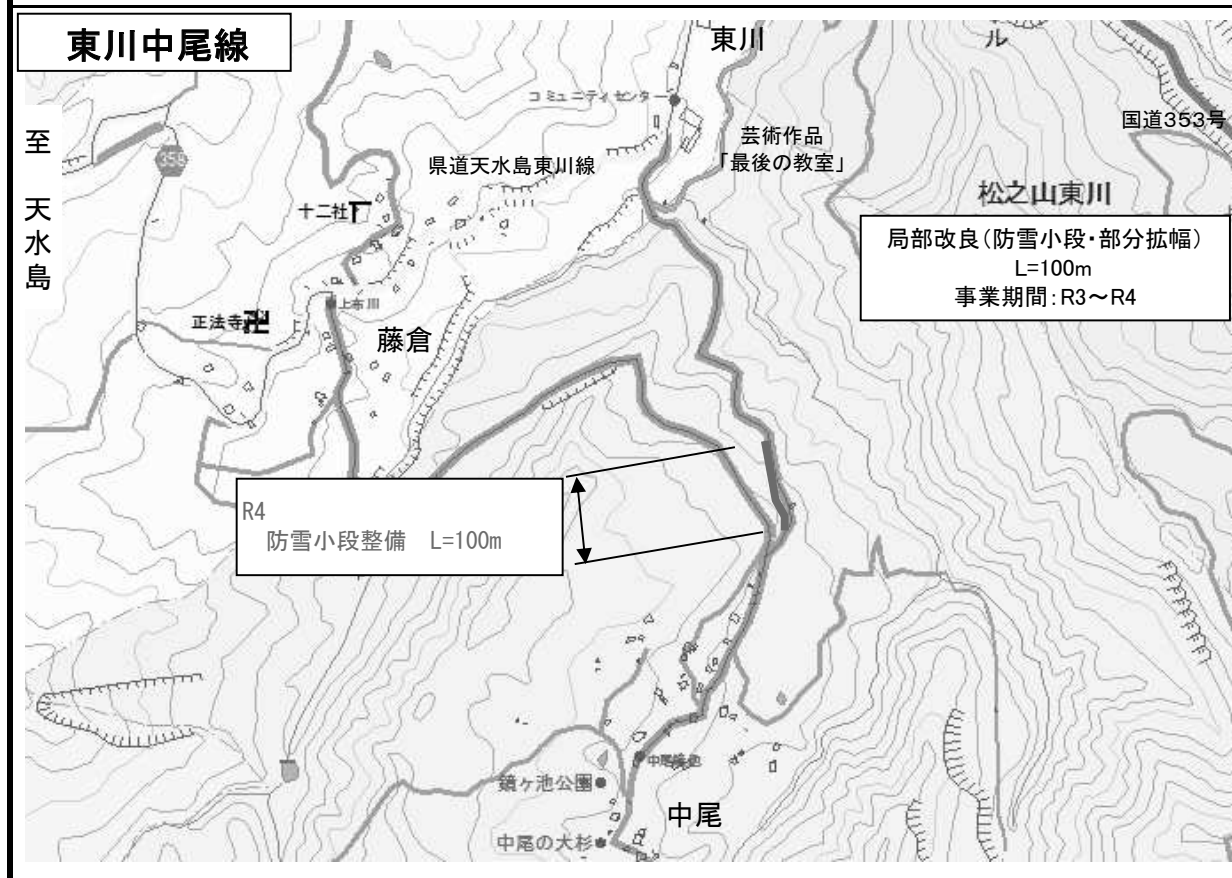 東川中尾線
東川
ル
コミュニティセンター
国道353号
至 天水島
358
県道天水島東川線
芸術作品
「最後の教室」
松之山東川
十二社
局部改良(防雪小段・部分拡幅)
L=100m
事業期間:R3~R4
上布川
正法寺
藤倉
R4
防雪小段整備 L=100m
鏡ヶ池公園
中尾
中尾の大杉